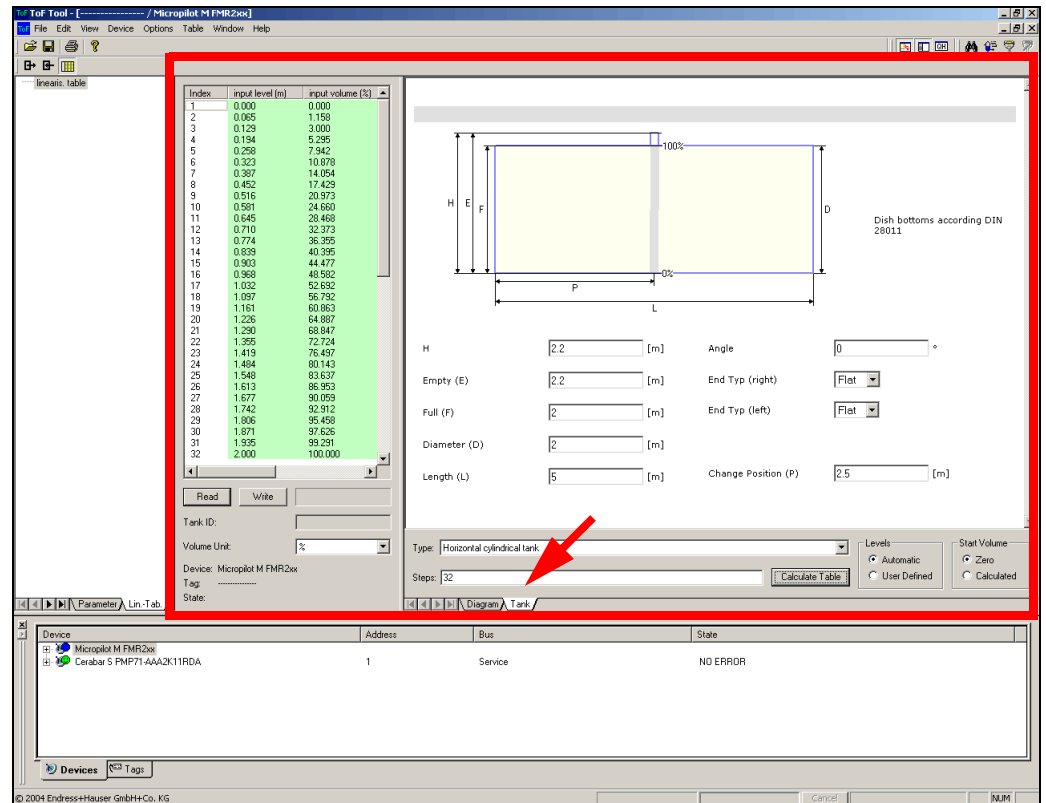 ToF Tool - [---------------- / Micropilot M FMR2xx]
File Edit View Device Options Table Window Help
linearis. table
Index input level (m) input volume (%)
1 0.000 0.000
2 0.065 1.158
3 0.129 3.000
4 0.194 5.295
5 0.258 7.942
6 0.323 10.878
7 0.387 14.054
8 0.452 17.429
9 0.516 20.973
10 0.581 24.660
11 0.645 28.468
12 0.710 32.373
13 0.774 36.355
14 0.839 40.395
15 0.903 44.477
16 0.968 48.582
17 1.032 52.692
18 1.097 56.792
19 1.161 60.863
20 1.226 64.887
21 1.290 68.847
22 1.355 72.724
23 1.419 76.497
24 1.484 80.143
25 1.548 83.637
26 1.613 86.953
27 1.677 90.059
28 1.742 92.912
29 1.806 95.458
30 1.871 97.626
31 1.935 99.291
32 2.000 100.000
Read Write
Tank ID:
Volume Unit: %
Device: Micropilot M FMR2xx
Tag: ---------------
State:
Parameter Lin.-Tab.
100%
H E F D
0%
P
L
Dish bottoms according DIN
28011
H 2.2 [m] Angle 0 °
Empty (E) 2.2 [m] End Typ (right) Flat
Full (F) 2 [m] End Typ (left) Flat
Diameter (D) 2 [m]
Length (L) 5 [m] Change Position (P) 2.5 [m]
Type: Horizontal cylindrical tank
Steps: 32 Calculate Table
Levels
Automatic
User Defined
Start Volume
Zero
Calculated
Diagram Tank
Device Address Bus State
Micropilot M FMR2xx
Cerabar S PMP71-AAA2K11RDA 1 Service NO ERROR
Devices Tags
© 2004 Endress+Hauser GmbH+Co. KG Cancel NUM